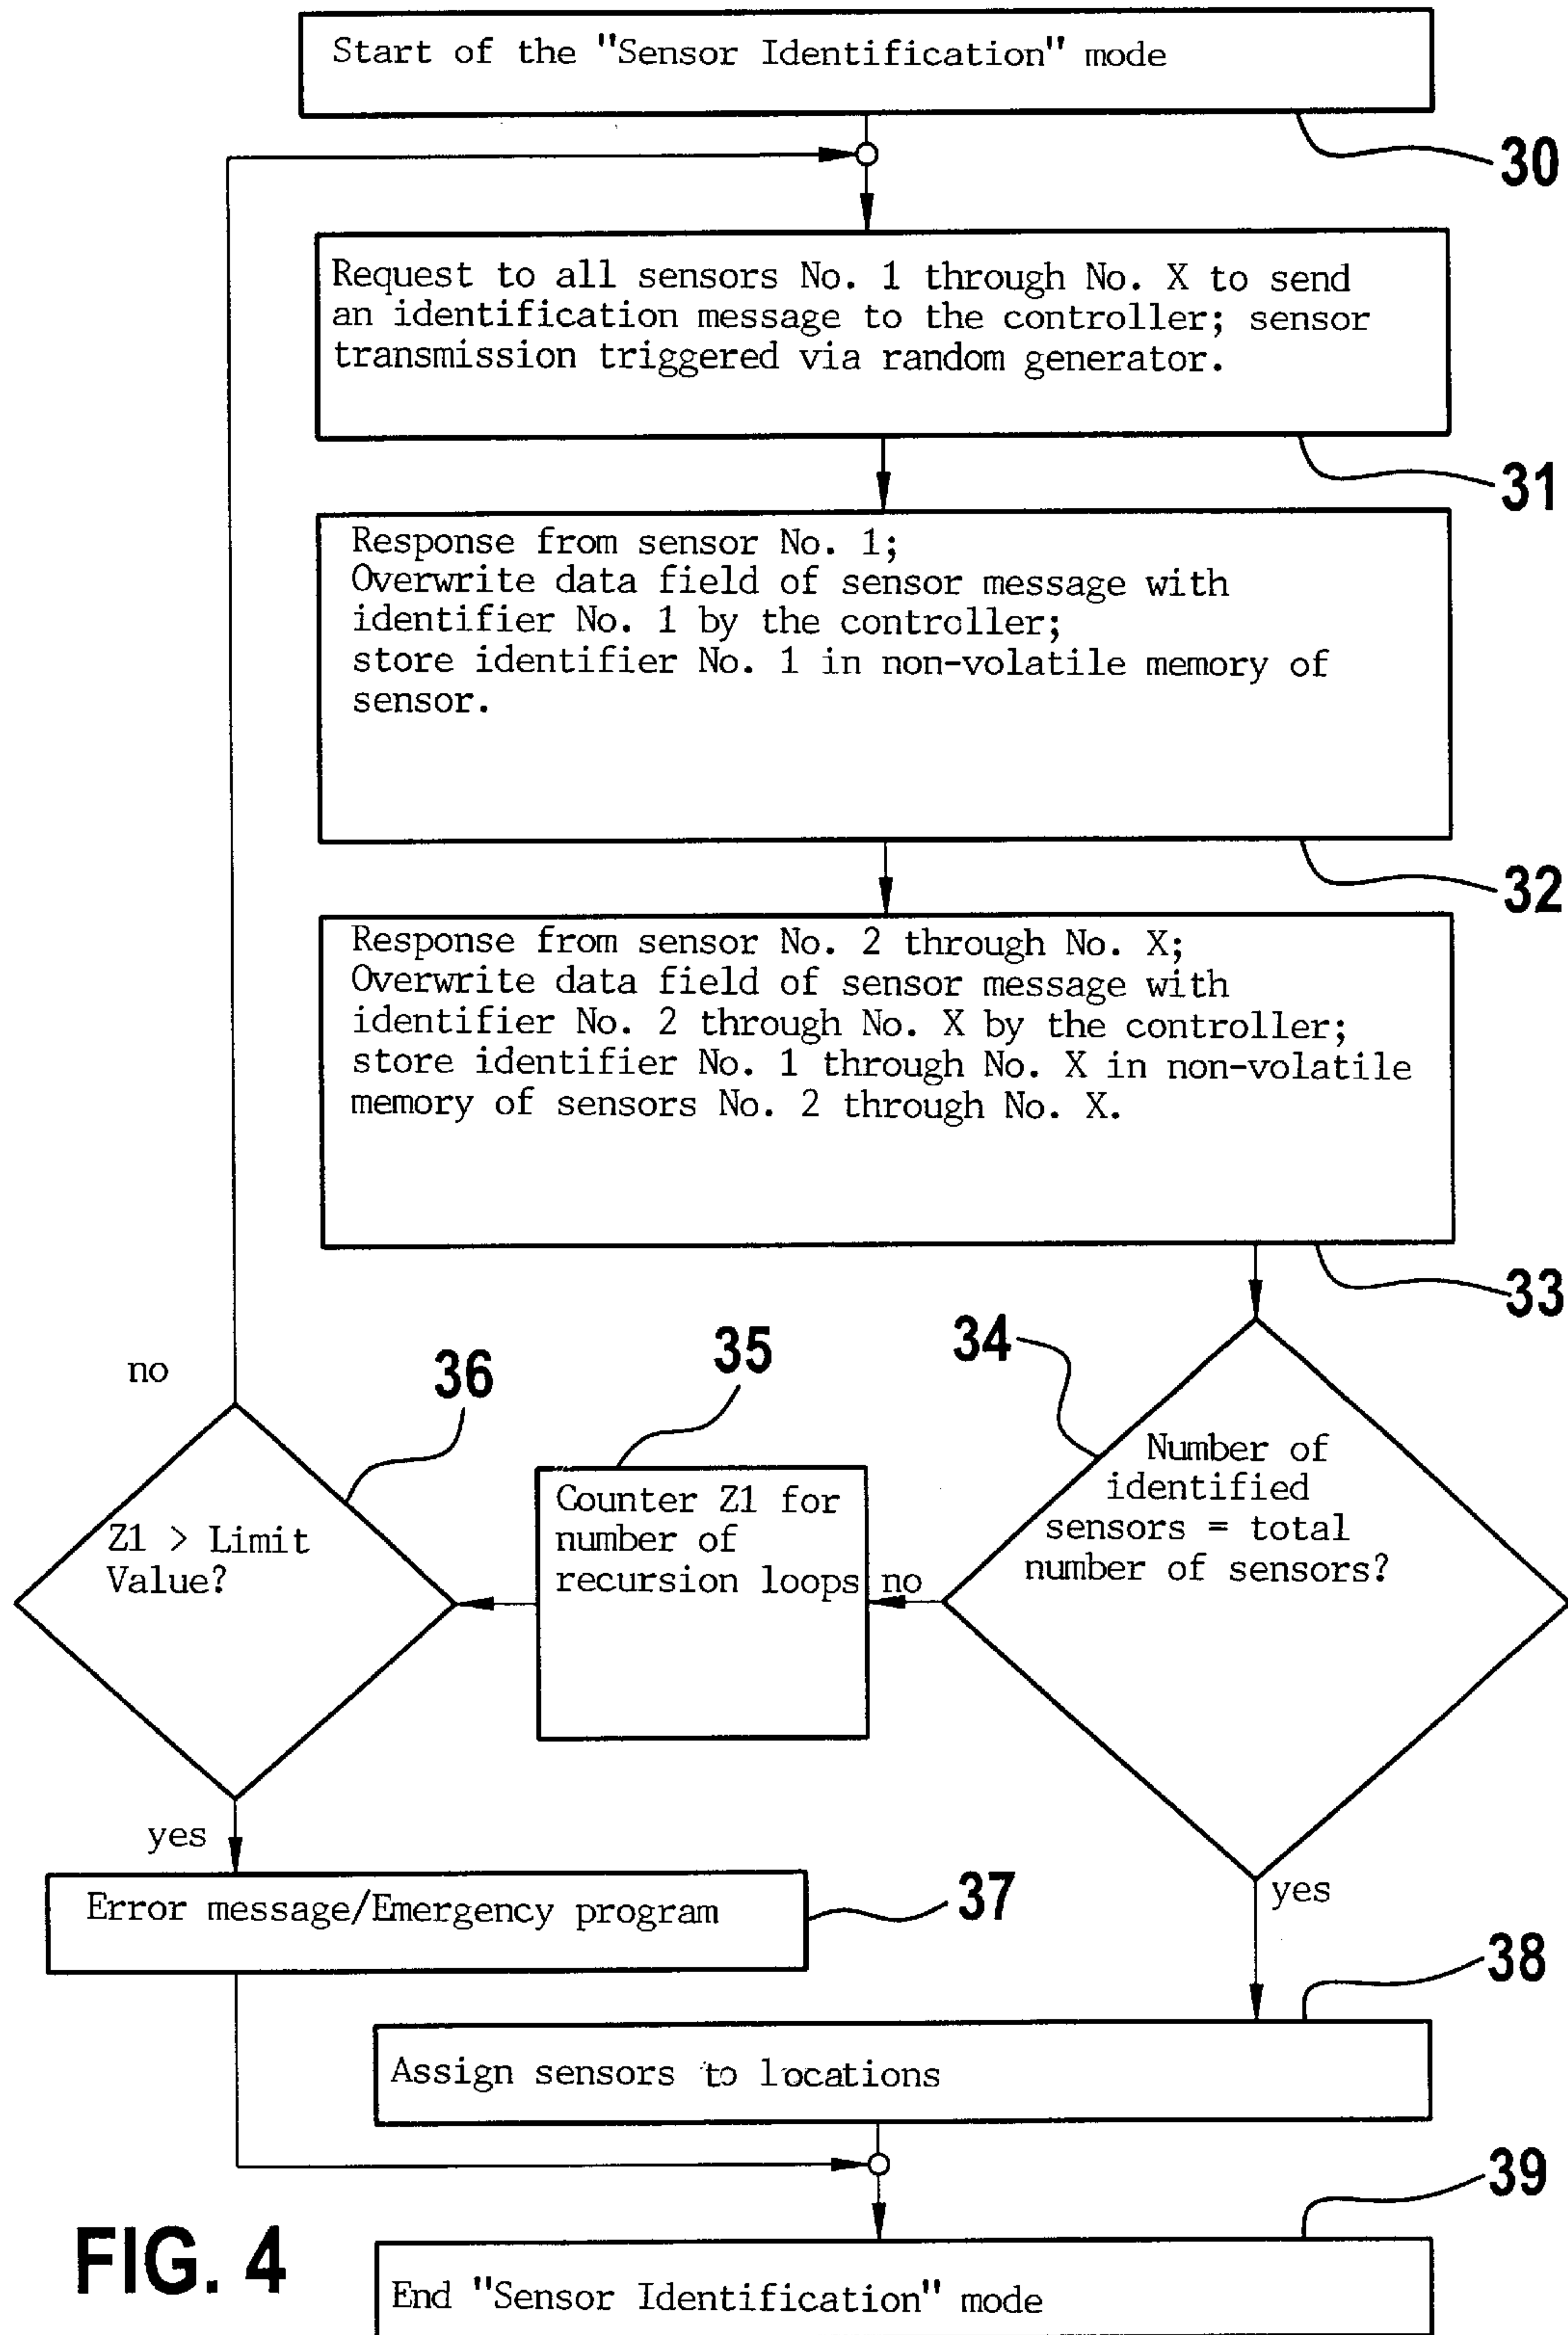 Start of the "Sensor Identification" mode
30
Request to all sensors No. 1 through No. X to send
an identification message to the controller; sensor
transmission triggered via random generator.
31
Response from sensor No. 1;
Overwrite data field of sensor message with
identifier No. 1 by the controller;
store identifier No. 1 in non-volatile memory of
sensor.
32
Response from sensor No. 2 through No. X;
Overwrite data field of sensor message with
identifier No. 2 through No. X by the controller;
store identifier No. 1 through No. X in non-volatile
memory of sensors No. 2 through No. X.
33
34
Number of
identified
sensors = total
number of sensors?
no
yes
35
Counter Z1 for
number of
recursion loops
36
Z1 > Limit
Value?
no
yes
Error message/Emergency program
37
38
Assign sensors to locations
39
End "Sensor Identification" mode
FIG. 4